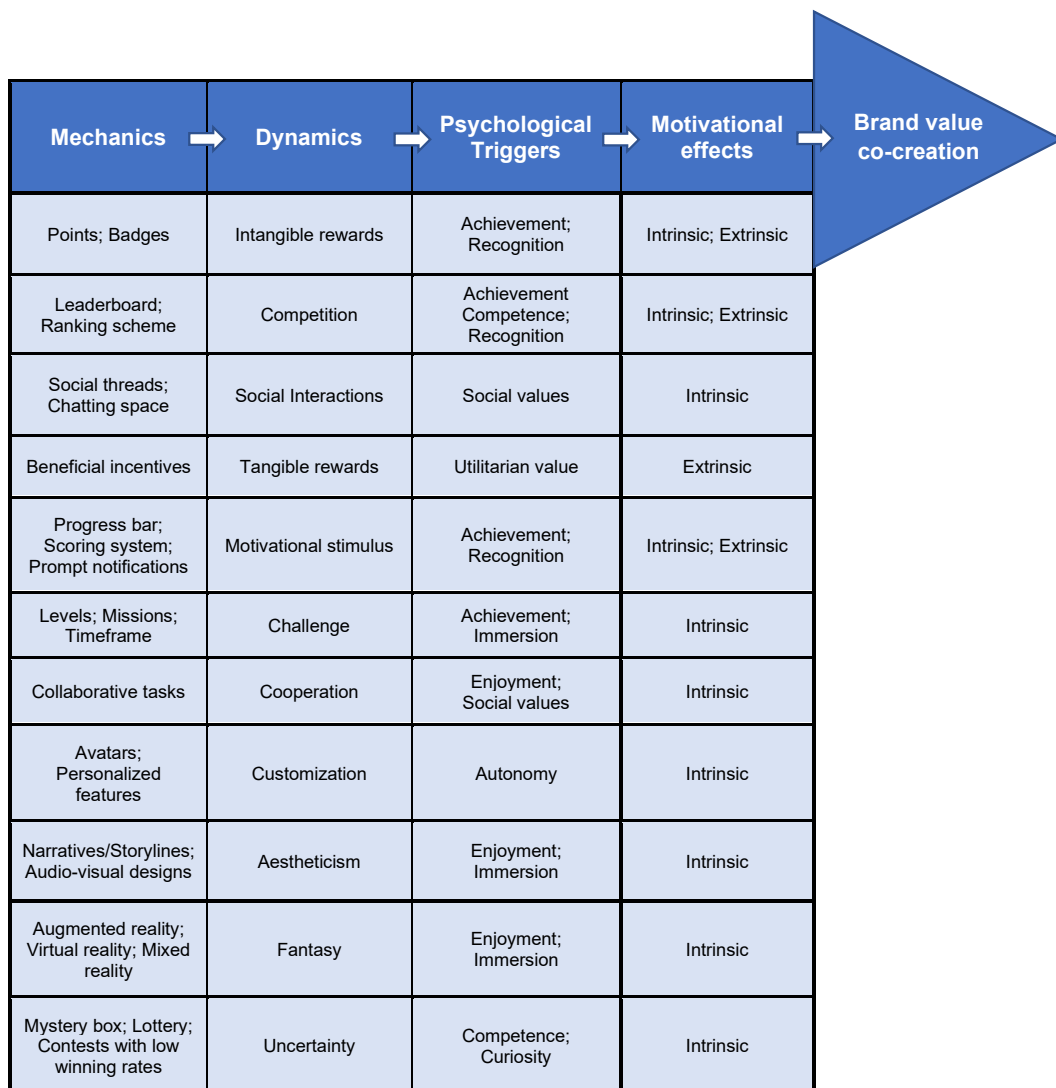 Mechanics
Dynamics
Psychological
Triggers
Motivational
effects
Brand value
co-creation
Points; Badges
Intangible rewards
Achievement;
Recognition
Intrinsic; Extrinsic
Leaderboard;
Ranking scheme
Competition
Achievement
Competence;
Recognition
Intrinsic; Extrinsic
Social threads;
Chatting space
Social Interactions
Social values
Intrinsic
Beneficial incentives
Tangible rewards
Utilitarian value
Extrinsic
Progress bar;
Scoring system;
Prompt notifications
Motivational stimulus
Achievement;
Recognition
Intrinsic; Extrinsic
Levels; Missions;
Timeframe
Challenge
Achievement;
Immersion
Intrinsic
Collaborative tasks
Cooperation
Enjoyment;
Social values
Intrinsic
Avatars;
Personalized
features
Customization
Autonomy
Intrinsic
Narratives/Storylines;
Audio-visual designs
Aestheticism
Enjoyment;
Immersion
Intrinsic
Augmented reality;
Virtual reality; Mixed
reality
Fantasy
Enjoyment;
Immersion
Intrinsic
Mystery box; Lottery;
Contests with low
winning rates
Uncertainty
Competence;
Curiosity
Intrinsic